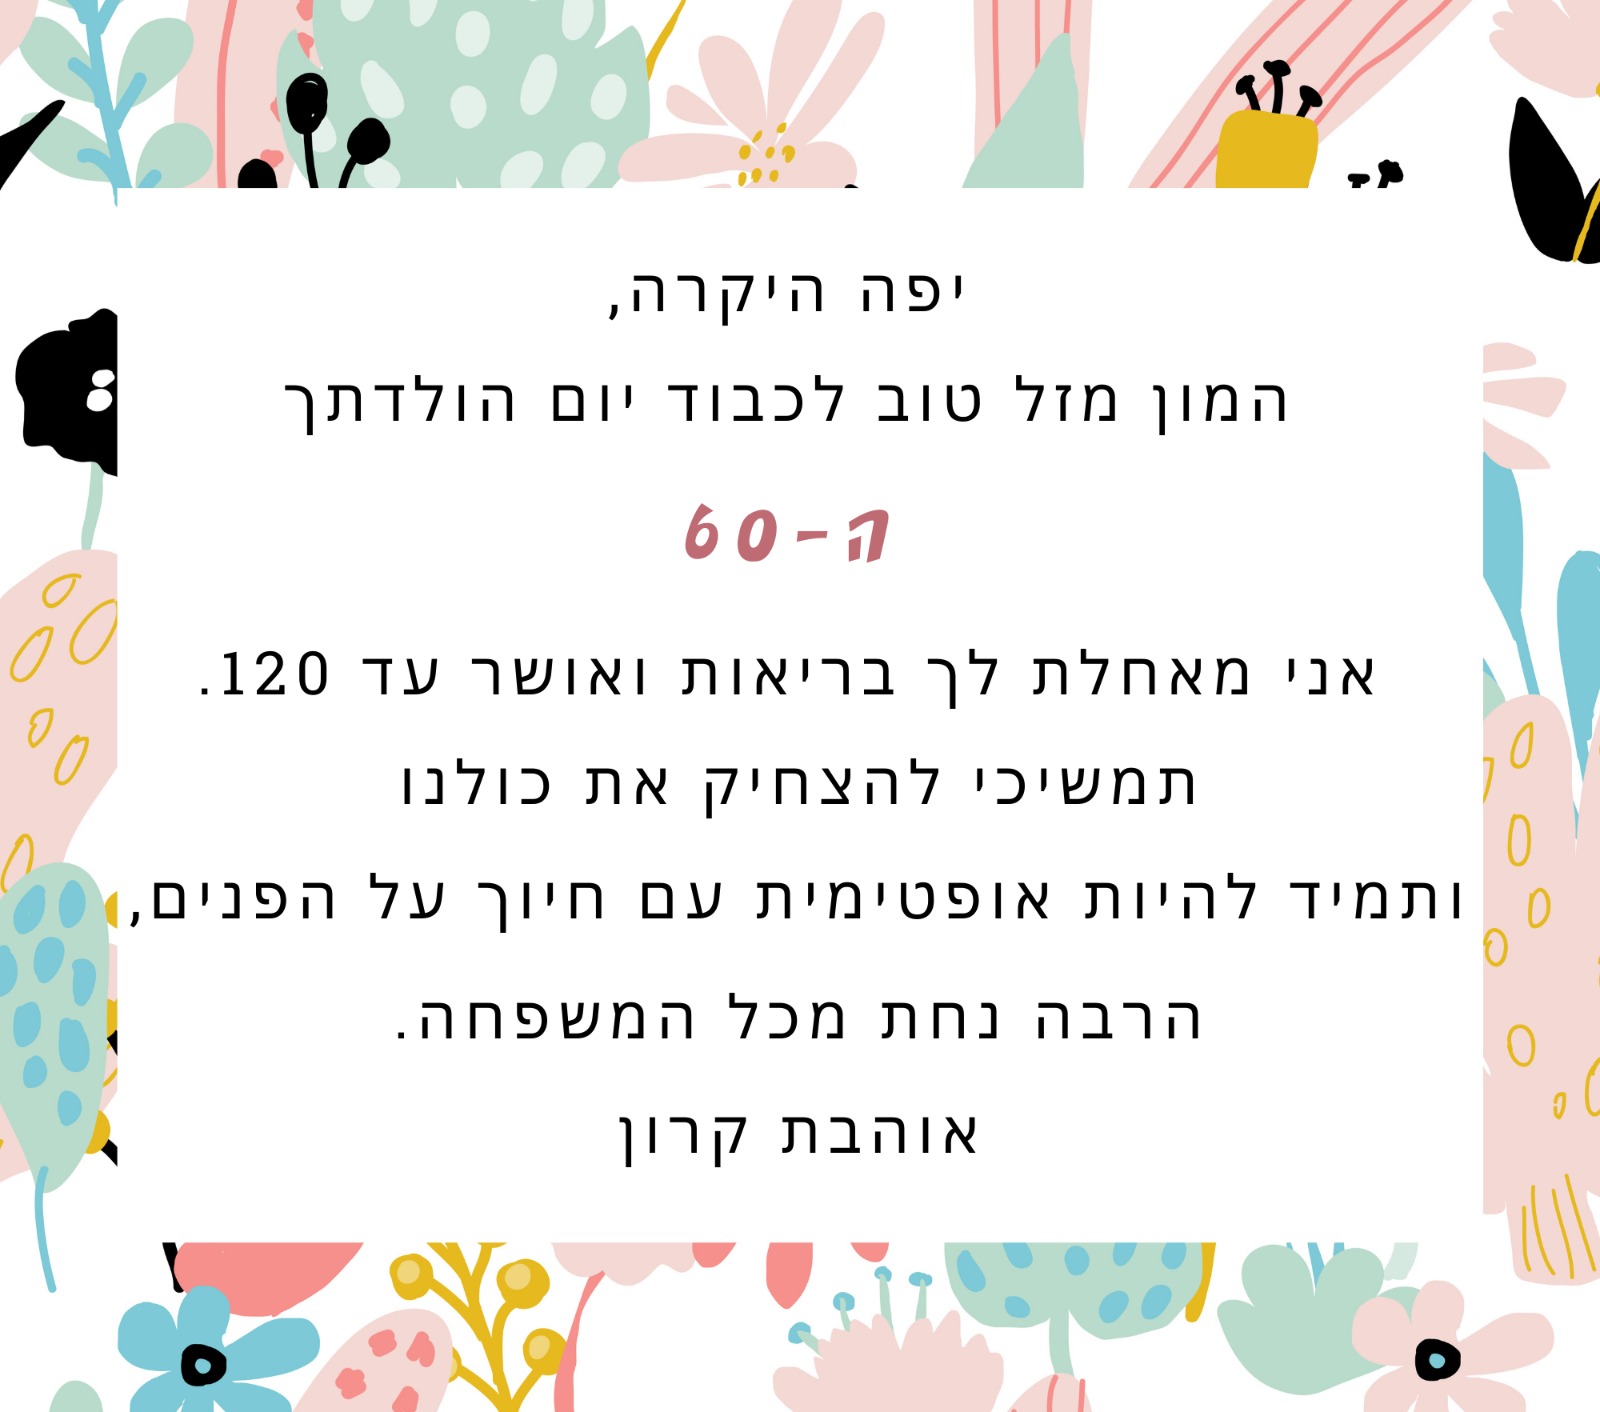 יפה היקרה,
המון מזל טוב לכבוד יום הולדתך
ה-60
אני מאחלת לך בריאות ואושר עד 120.
תמשיכי להצחיק את כולנו
ותמיד להיות אופטימית עם חיוך על הפנים,
הרבה נחת מכל המשפחה.
אוהבת קרון